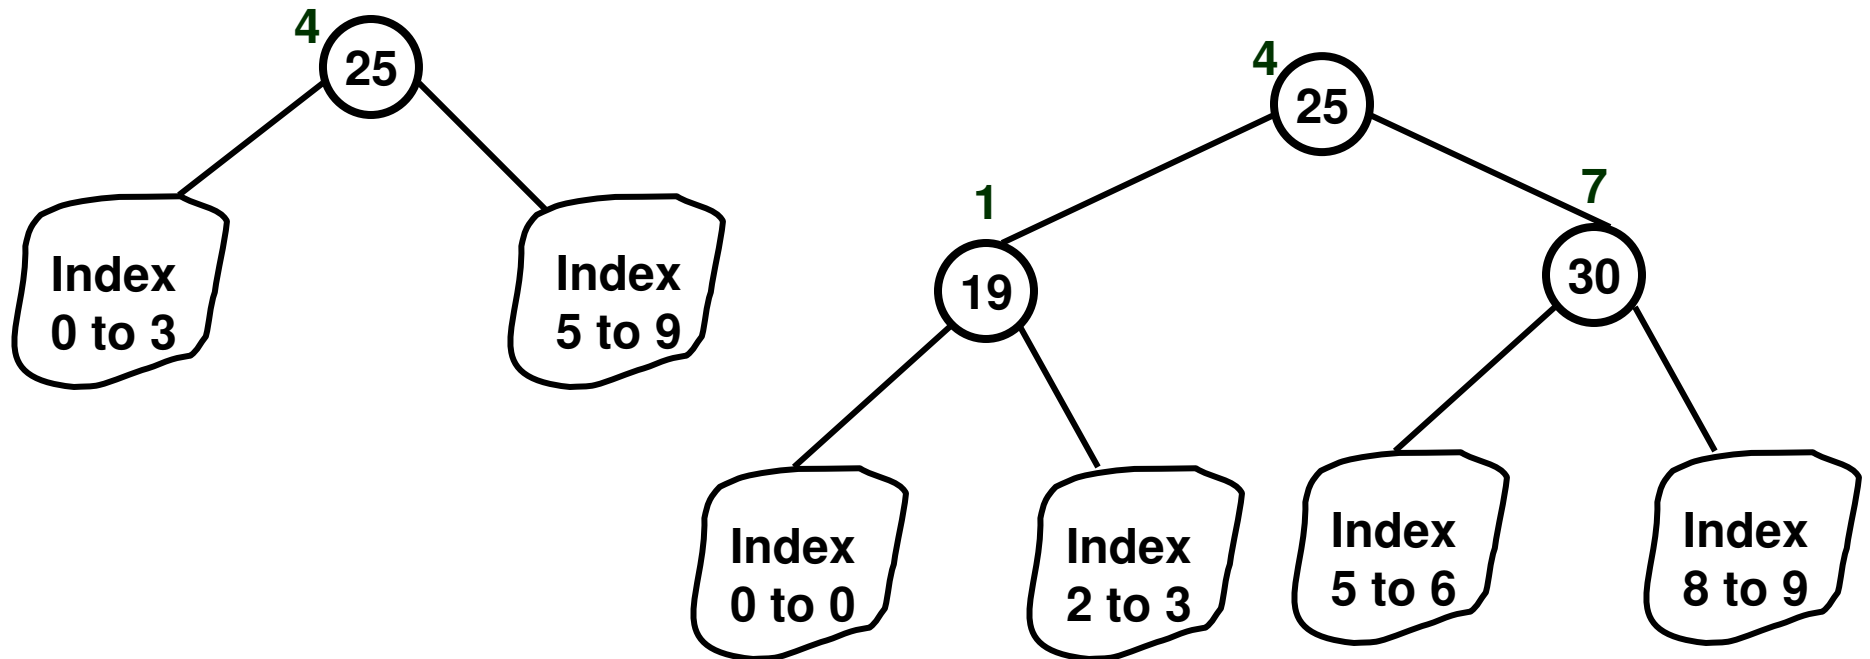 4
25
Index
0 to 3
Index
5 to 9
4
25
1
19
7
30
Index
0 to 0
Index
2 to 3
Index
5 to 6
Index
8 to 9